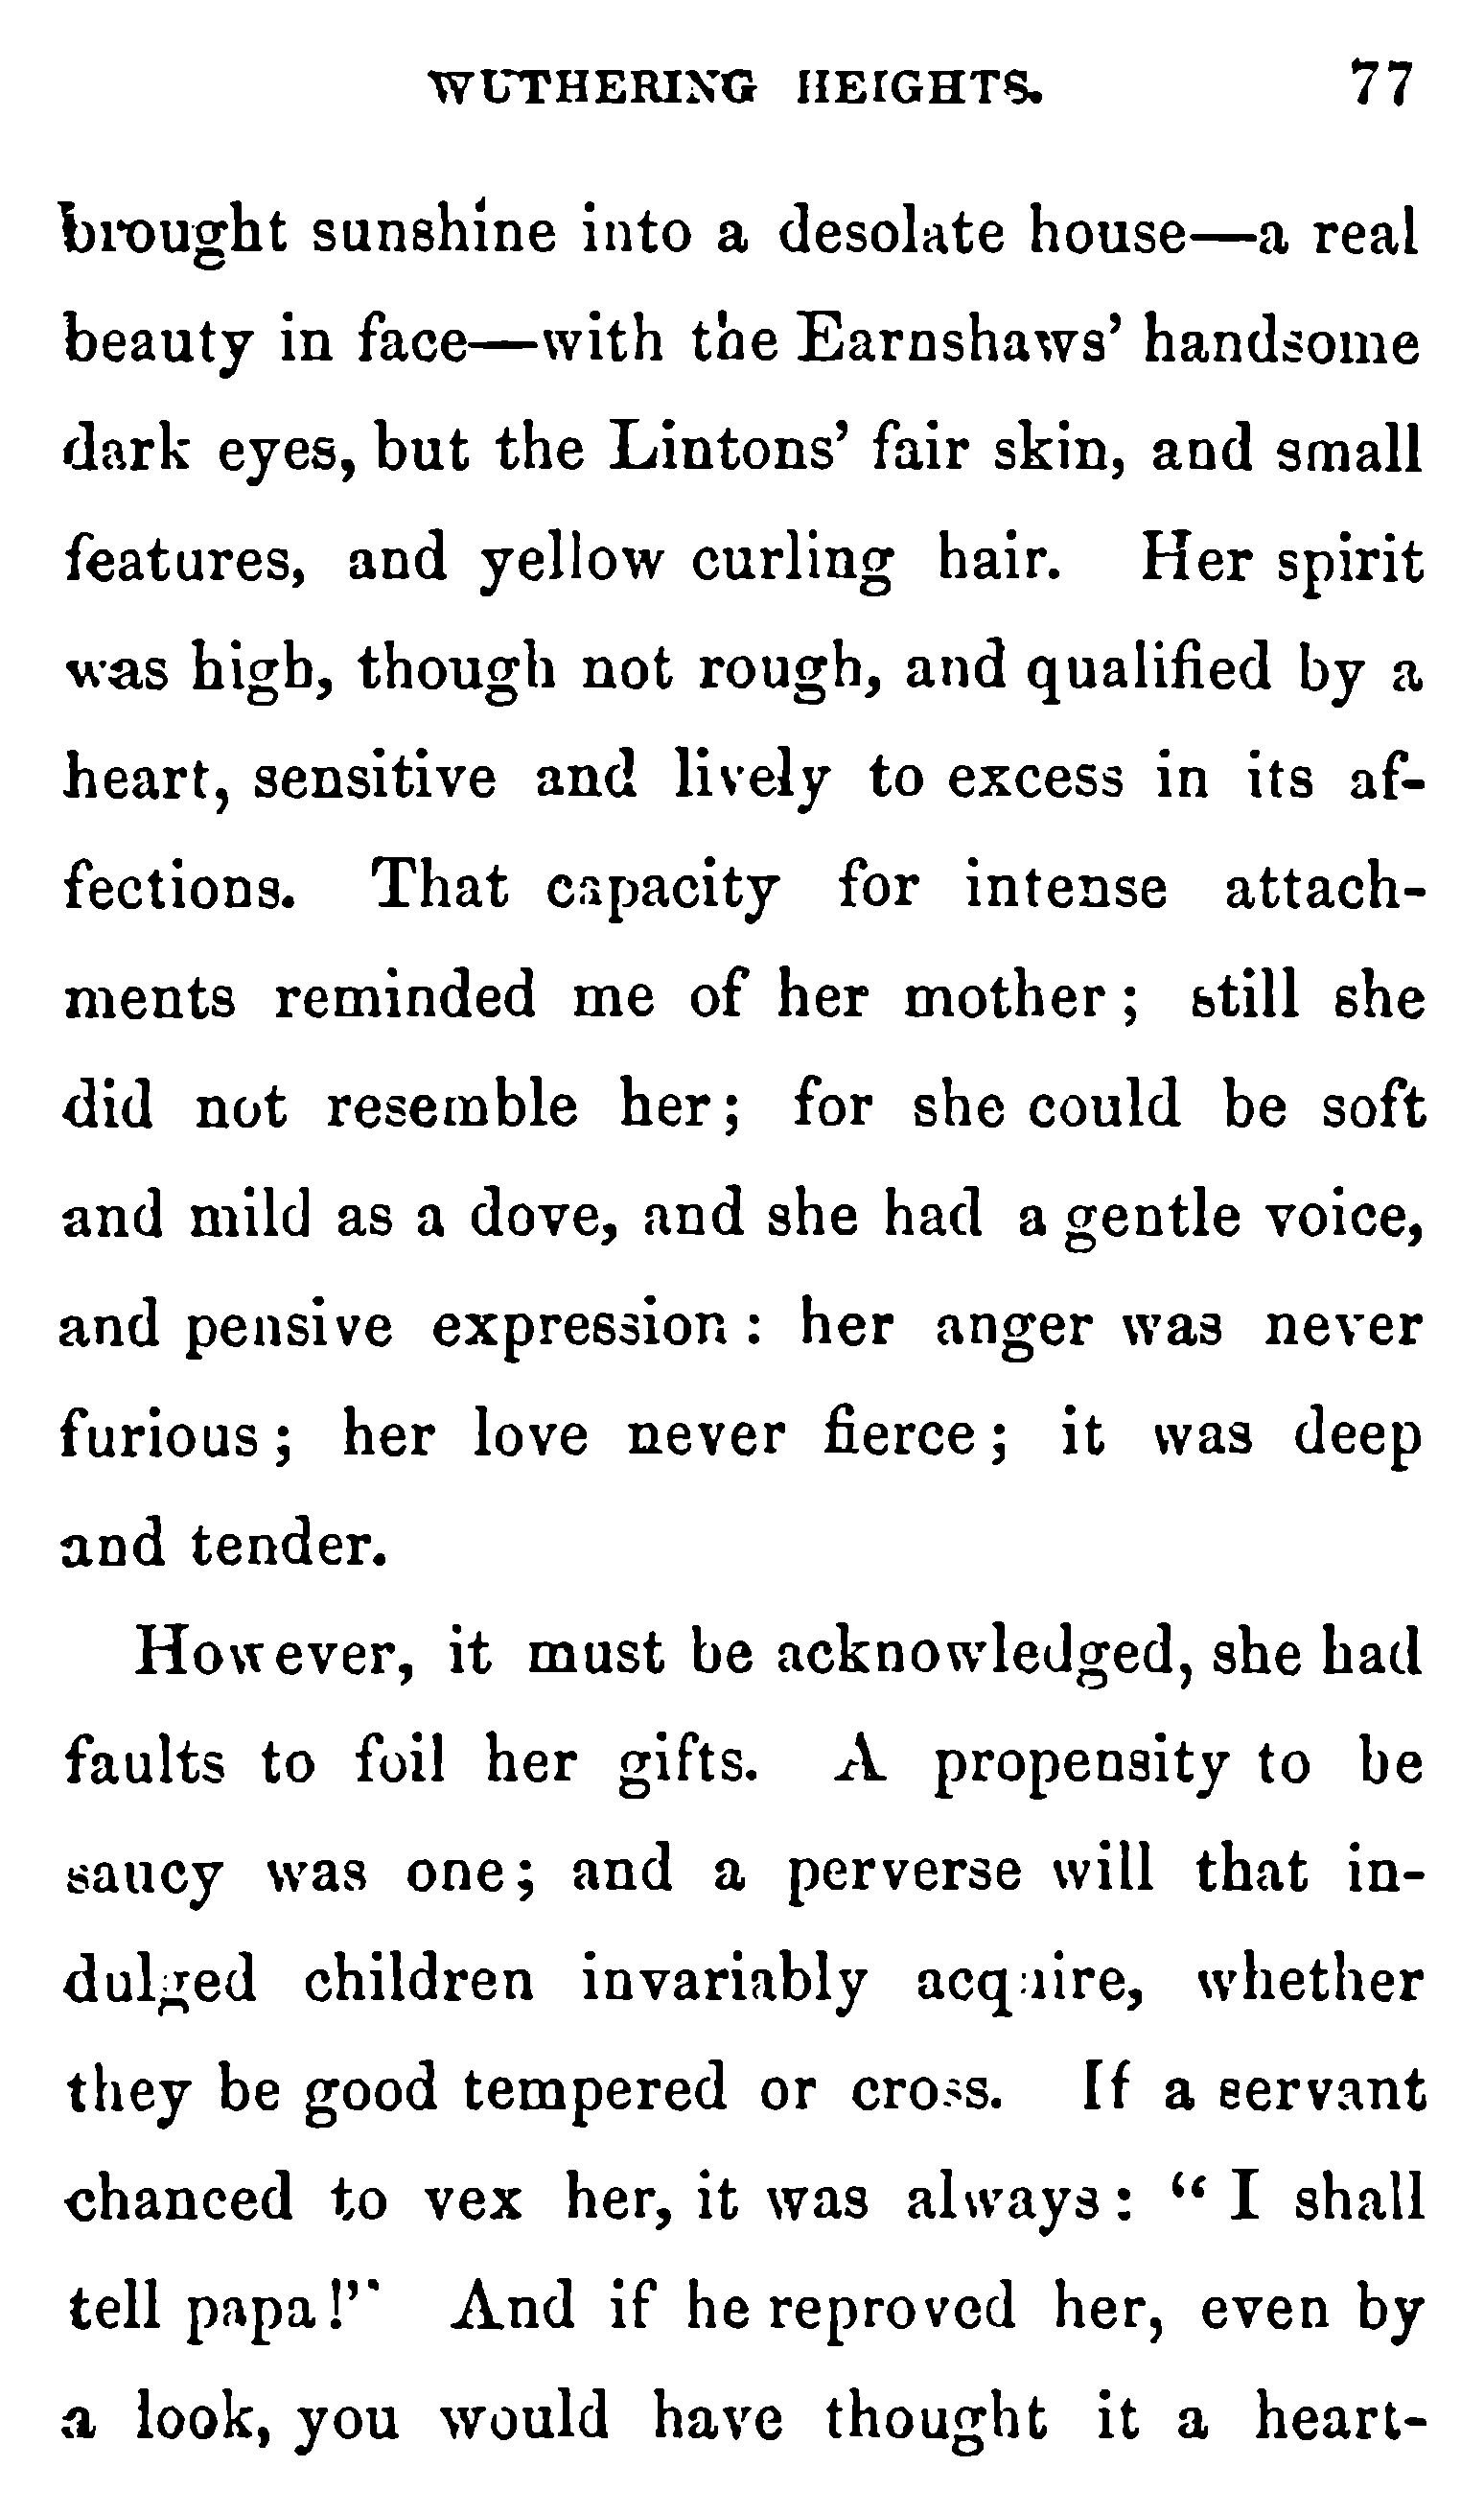 WUTHERING HEIGHTS. 77
brought sunshine into a desolate house—a real
beauty in face—with the Earnshaws’ handsome
dark eyes, but the Lintons’ fair skin, and small
features, and yellow curling hair. Her spirit
was high, though not rough, and qualified by a
heart, sensitive and lively to excess in its af-
fections. That capacity for intense attach-
ments reminded me of her mother; still she
did not resemble her; for she could be soft
and mild as a dove, and she had a gentle voice,
and pensive expression: her anger was never
furious; her love never fierce; it was deep
and tender.
However, it must be acknowledged, she had
faults to foil her gifts. A propensity to be
saucy was one; and a perverse will that in-
dulged children invariably acquire, whether
they be good tempered or cross. If a servant
chanced to vex her, it was always: “I shall
tell papa!” And if he reproved her, even by
a look, you would have thought it a heart-